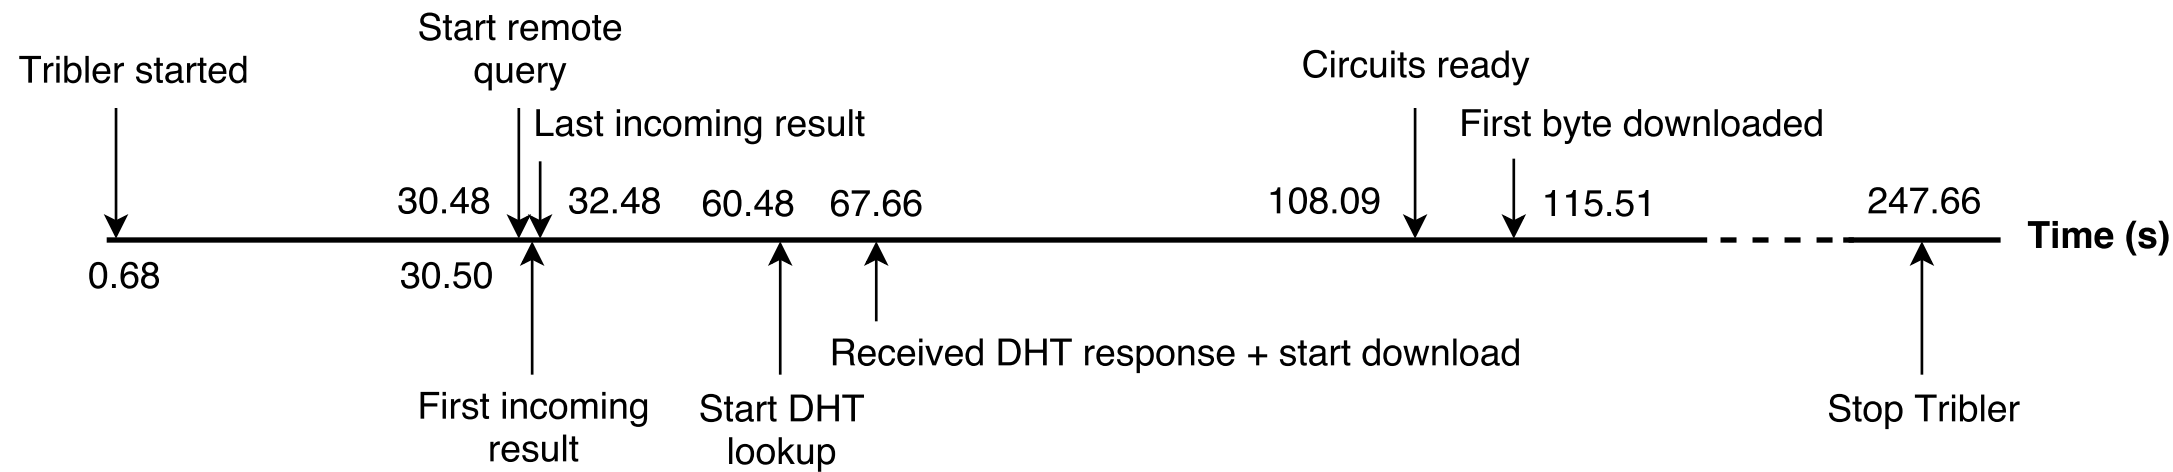 Start remote
query
Tribler started
Circuits ready
Last incoming result
First byte downloaded
30.48
32.48
60.48
67.66
108.09
115.51
247.66
Time (s)
0.68
30.50
Received DHT response + start download
First incoming
result
Start DHT
lookup
Stop Tribler